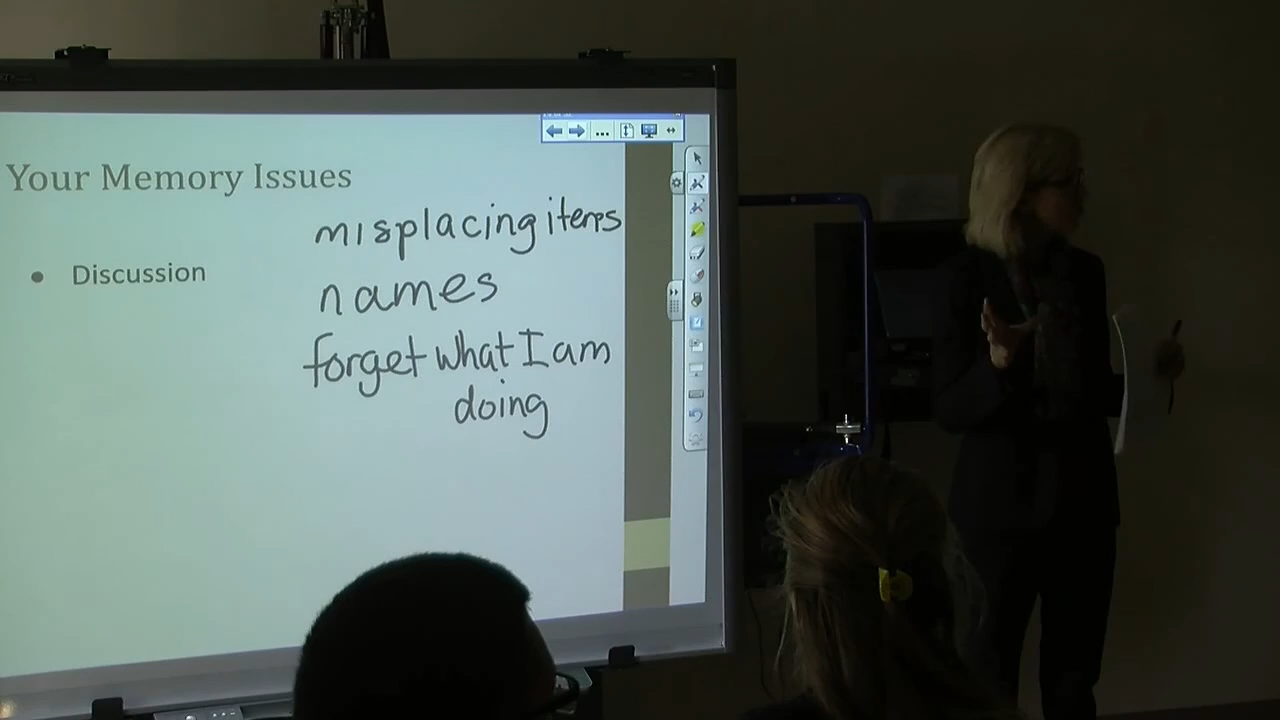 Your Memory Issues
misplacing items
• Discussion
names
forget what I am
doing